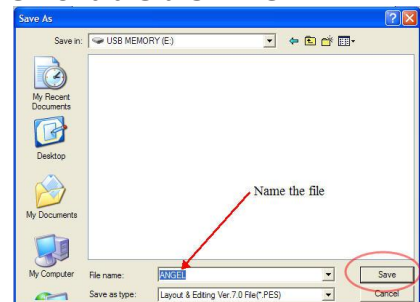 Save As
Save in: USB MEMORY (E:)
My Recent
Documents
Desktop
My Documents
Name the file
My Computer
File name: ANGEL Save
Save as type: Layout & Editing Ver.7.0 File(*.PES) Cancel